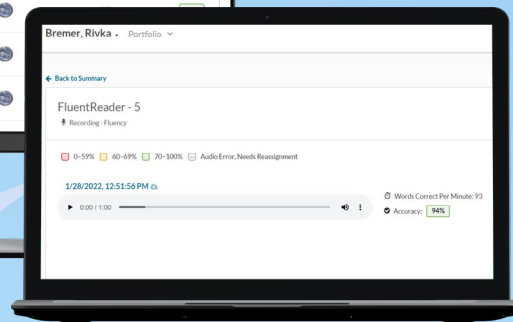 Bremer, Rivka • Portfolio
Back to Summary
FluentReader - 5
Recording - Fluency
0-59% 60-69% 70-100% Audio Error, Needs Reassignment
1/28/2022, 12:51:56 PM
0:00 / 1:00
Words Correct Per Minute: 93
Accuracy: 94%